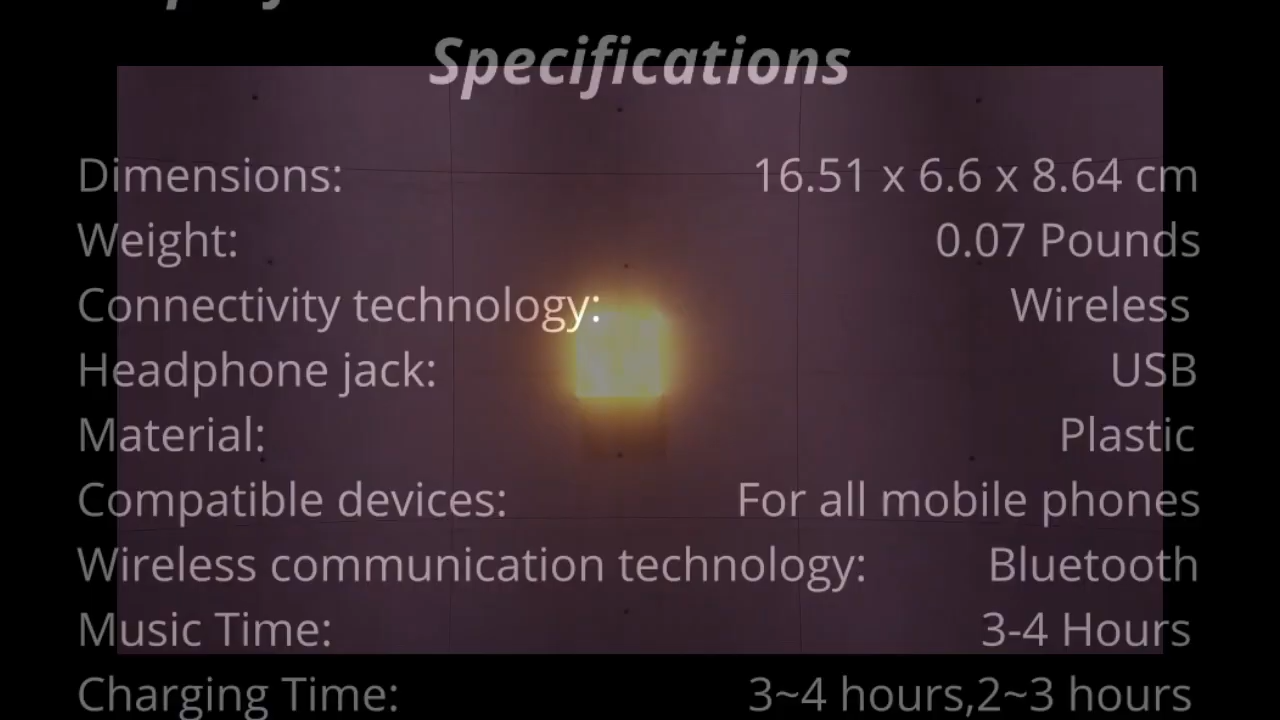 Specifications
Dimensions: 16.51 x 6.6 x 8.64 cm
Weight: 0.07 Pounds
Connectivity technology: Wireless
Headphone jack: USB
Material: Plastic
Compatible devices: For all mobile phones
Wireless communication technology: Bluetooth
Music Time: 3-4 Hours
Charging Time: 3~4 hours,2~3 hours